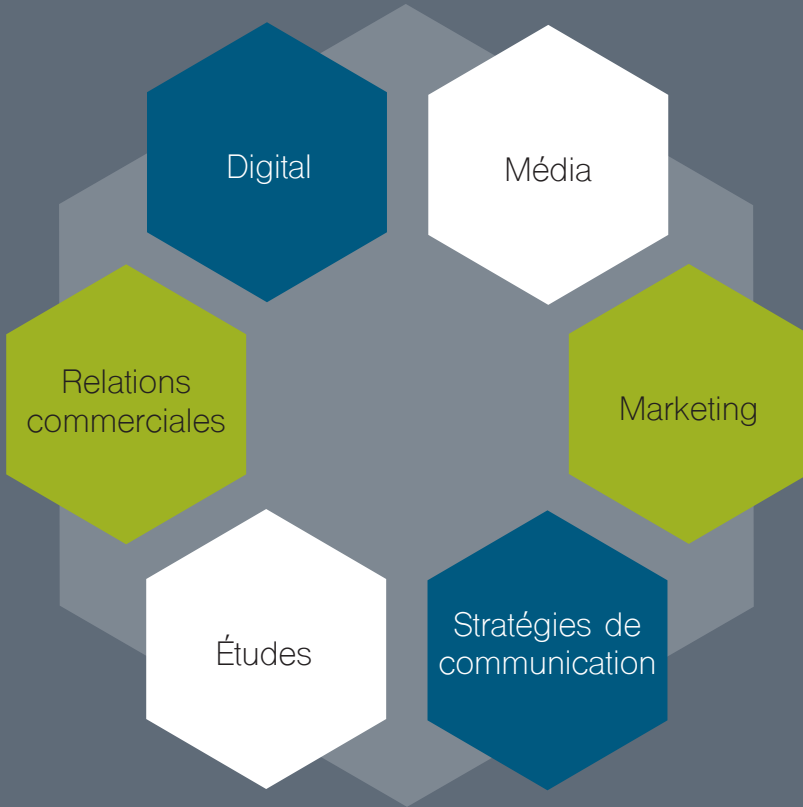 Digital
Média
Relations
commerciales
Marketing
Études
Stratégies de
communication